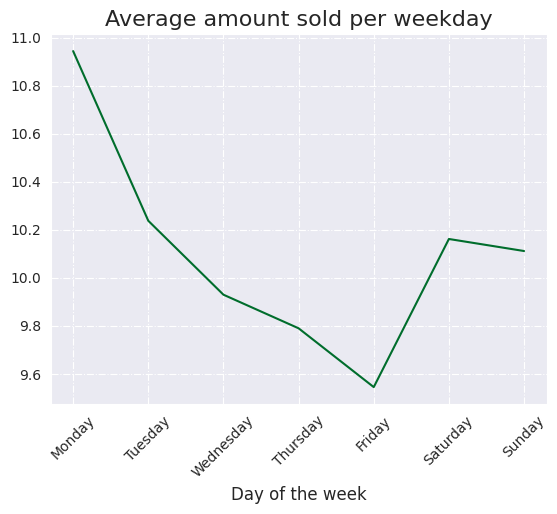 Average amount sold per weekday
11.0
10.8
10.6
10.4
10.2
10.0
9.8
9.6
Monday
Tuesday
Wednesday
Thursday
Friday
Saturday
Sunday
Day of the week